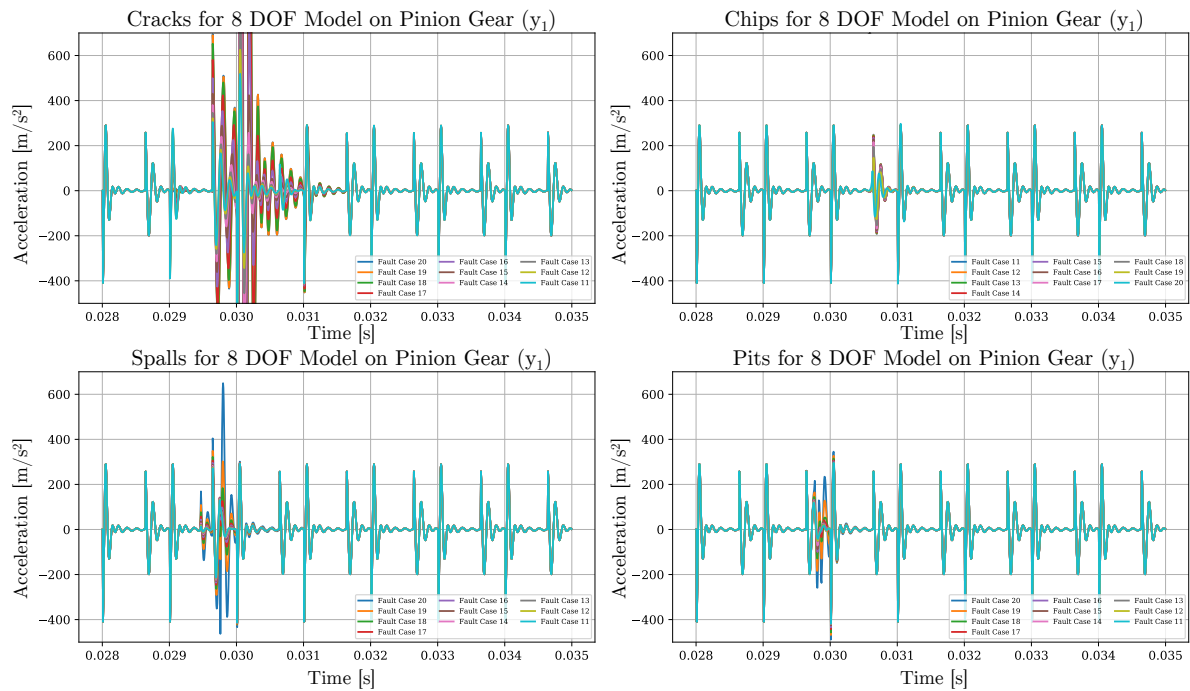 Cracks for 8 DOF Model on Pinion Gear (y₁)
Acceleration [m/s²]
600
400
200
0
−200
−400
Fault Case 20 Fault Case 16 Fault Case 13
Fault Case 19 Fault Case 15 Fault Case 12
Fault Case 18 Fault Case 14 Fault Case 11
Fault Case 17
0.028 0.029 0.030 0.031 0.032 0.033 0.034 0.035
Time [s]
Chips for 8 DOF Model on Pinion Gear (y₁)
Acceleration [m/s²]
600
400
200
0
−200
−400
Fault Case 11 Fault Case 15 Fault Case 18
Fault Case 12 Fault Case 16 Fault Case 19
Fault Case 13 Fault Case 17 Fault Case 20
Fault Case 14
0.028 0.029 0.030 0.031 0.032 0.033 0.034 0.035
Time [s]
Spalls for 8 DOF Model on Pinion Gear (y₁)
Acceleration [m/s²]
600
400
200
0
−200
−400
Fault Case 20 Fault Case 16 Fault Case 13
Fault Case 19 Fault Case 15 Fault Case 12
Fault Case 18 Fault Case 14 Fault Case 11
Fault Case 17
0.028 0.029 0.030 0.031 0.032 0.033 0.034 0.035
Time [s]
Pits for 8 DOF Model on Pinion Gear (y₁)
Acceleration [m/s²]
600
400
200
0
−200
−400
Fault Case 20 Fault Case 16 Fault Case 13
Fault Case 19 Fault Case 15 Fault Case 12
Fault Case 18 Fault Case 14 Fault Case 11
Fault Case 17
0.028 0.029 0.030 0.031 0.032 0.033 0.034 0.035
Time [s]